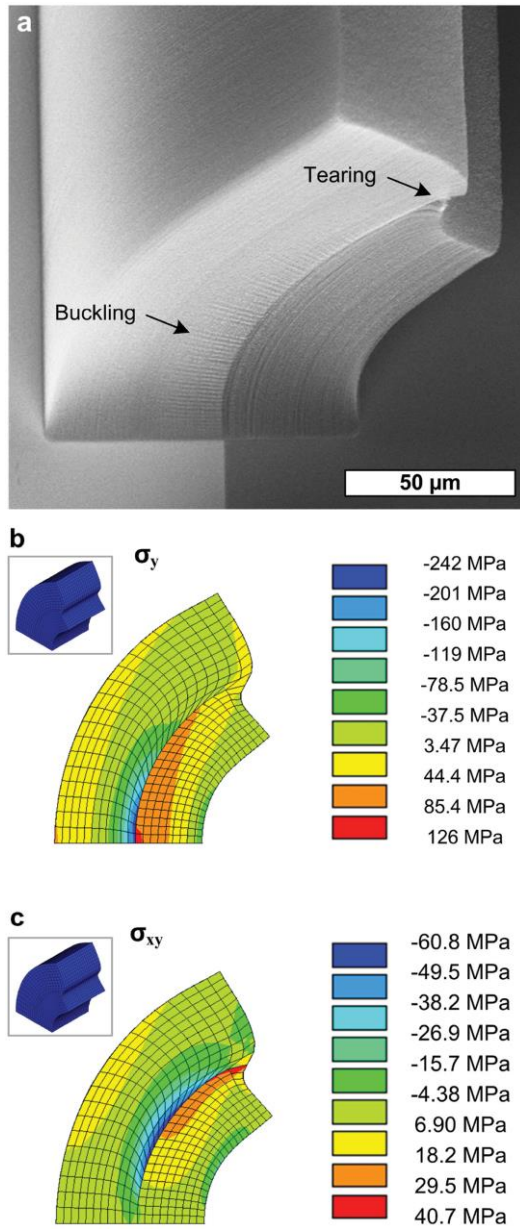 a
Tearing
Buckling
50 µm
b
σy
-242 MPa
-201 MPa
-160 MPa
-119 MPa
-78.5 MPa
-37.5 MPa
3.47 MPa
44.4 MPa
85.4 MPa
126 MPa
c
σxy
-60.8 MPa
-49.5 MPa
-38.2 MPa
-26.9 MPa
-15.7 MPa
-4.38 MPa
6.90 MPa
18.2 MPa
29.5 MPa
40.7 MPa